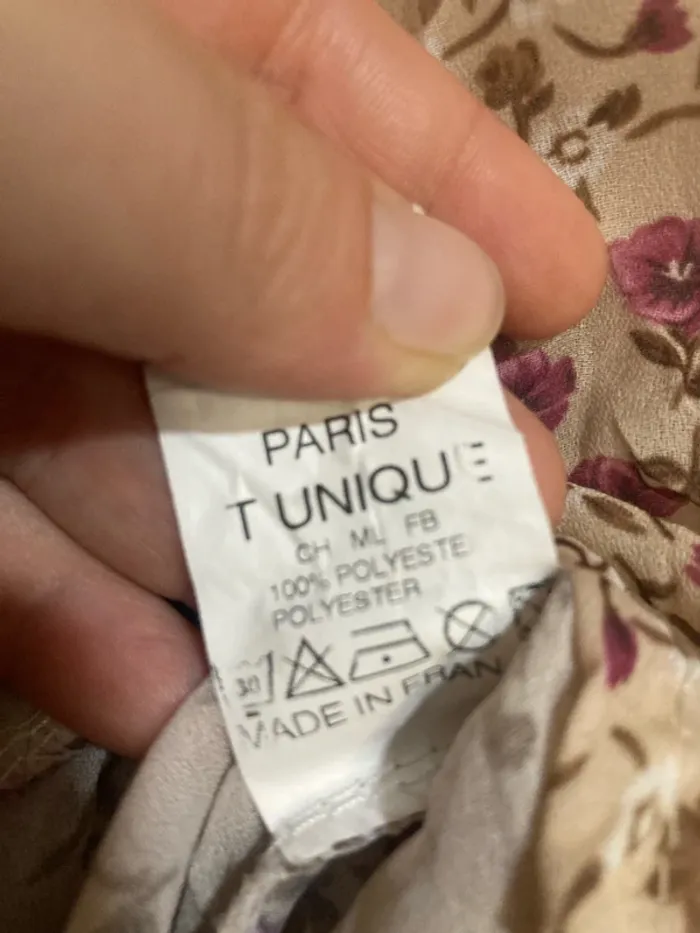 PARIS
T UNIQUE
CH ML FB
100% POLYESTE
POLYESTER
30
MADE IN FRAN